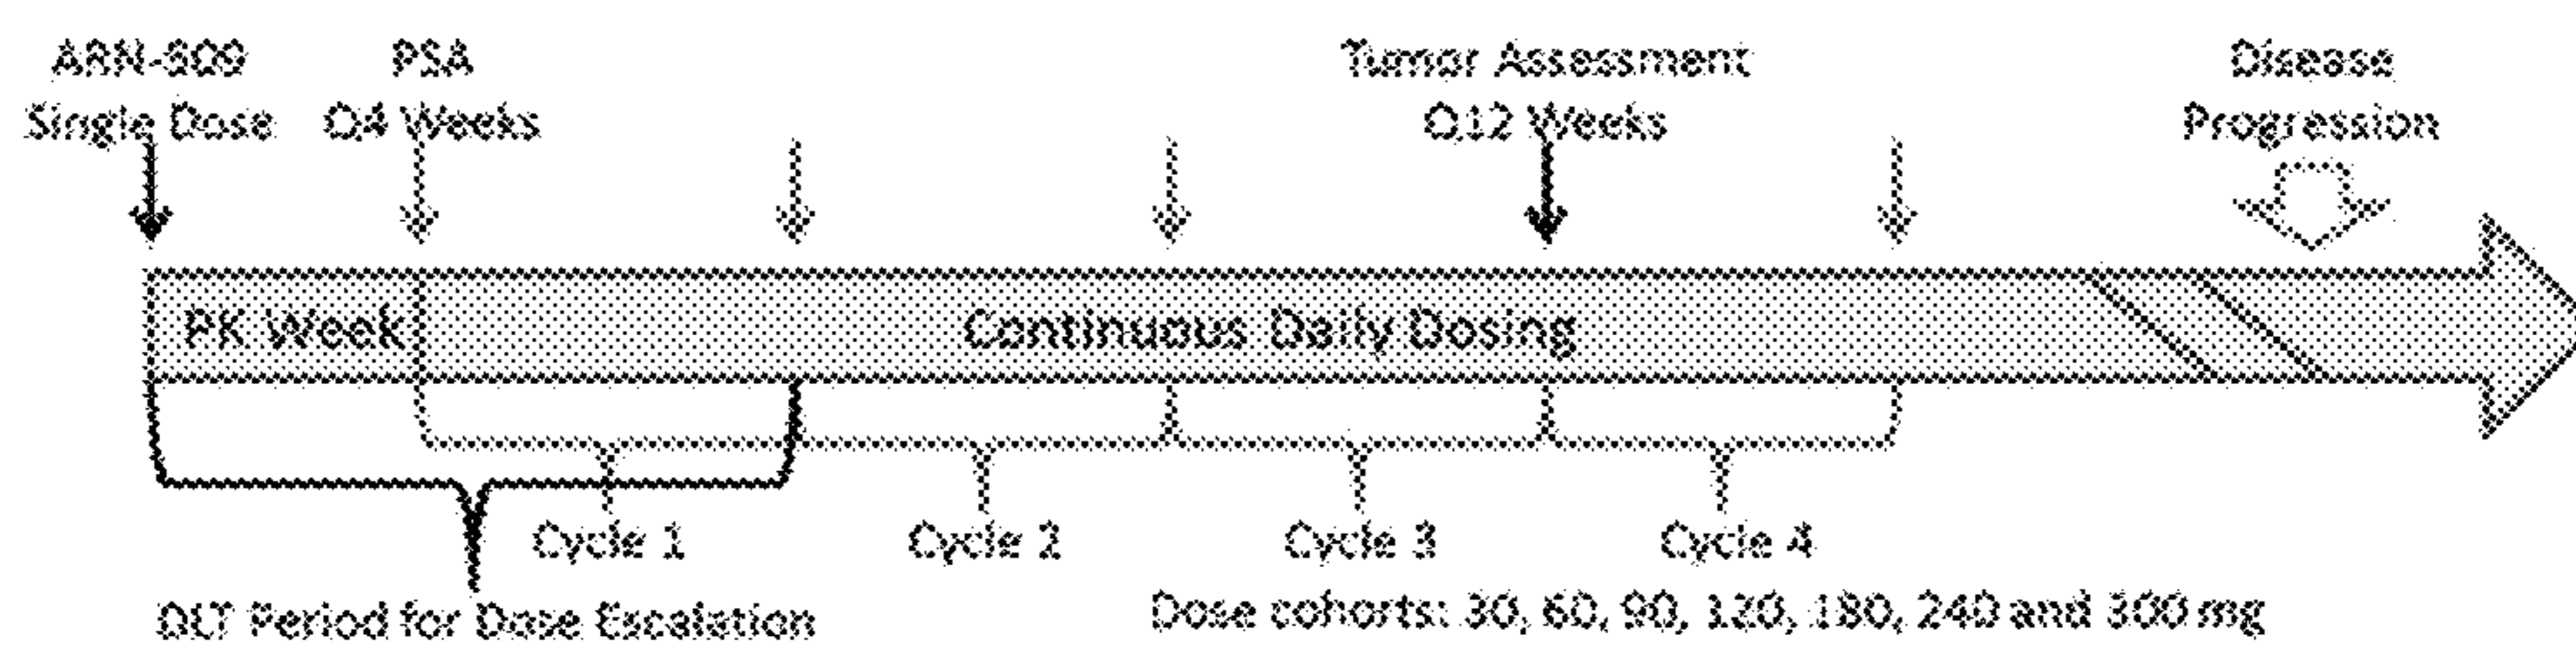 ARN-509
Single Dose
PSA
Q4 Weeks
Tumor Assessment
Q12 Weeks
Disease
Progression
PK Week
Continuous Daily Dosing
Cycle 1
Cycle 2
Cycle 3
Cycle 4
DLT Period for Dose Escalation
Dose cohorts: 30, 60, 90, 120, 180, 240 and 300 mg